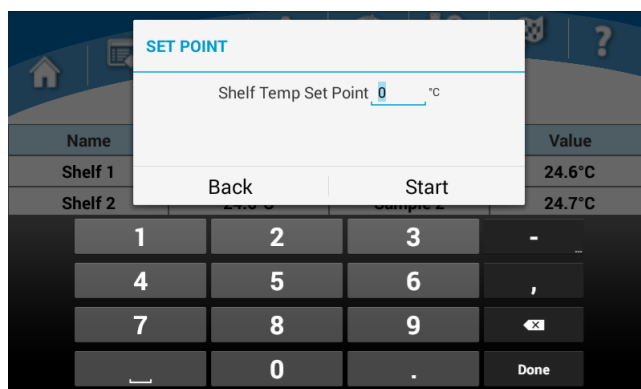 SET POINT
?
Shelf Temp Set Point 0 °C
Name Value
Shelf 1 24.6°C
Back Start
Shelf 2 24.7°C
1 2 3 -
4 5 6 ,
7 8 9
0 . Done